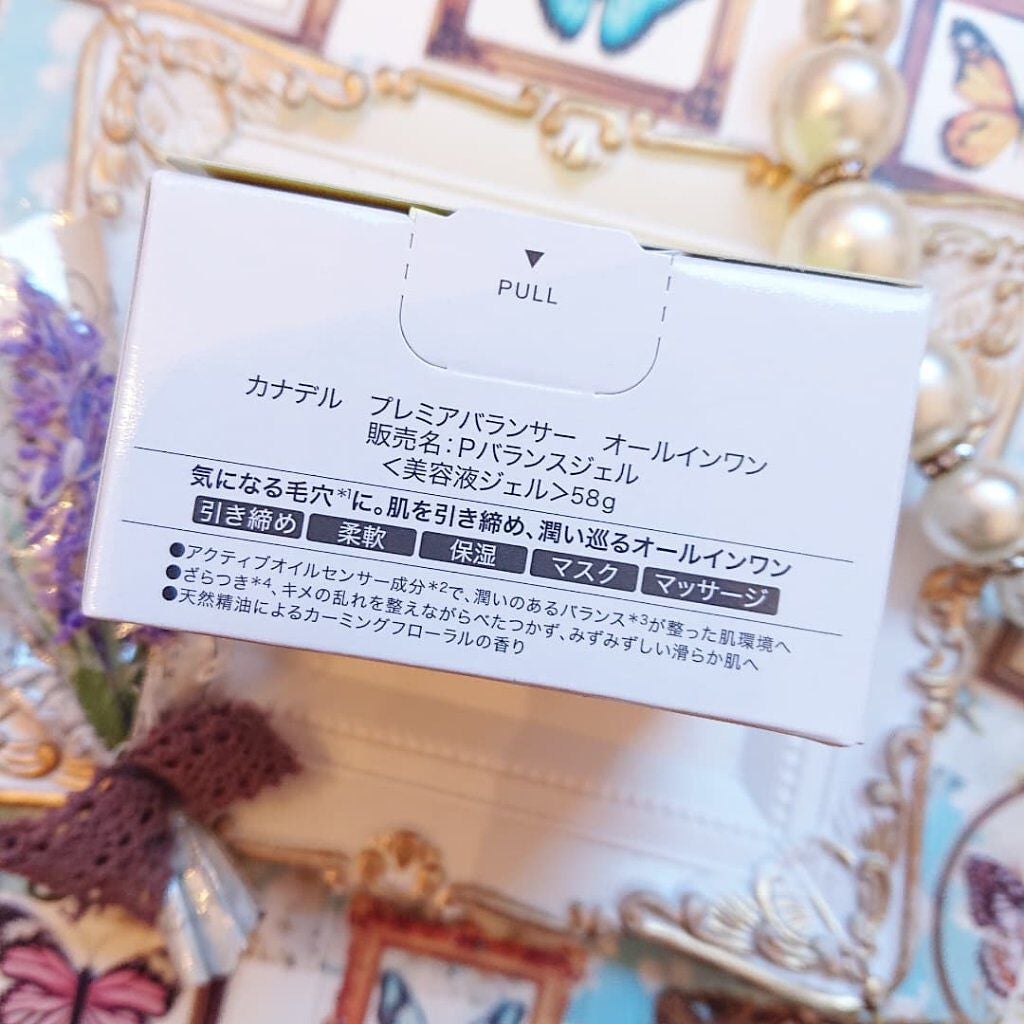 ▼
PULL
カナデル プレミアバランサー オールインワン
販売名:Pバランスジェル
<美容液ジェル>58g
気になる毛穴*1に。肌を引き締め、潤い巡るオールインワン
引き締め 柔軟 保湿 マスク マッサージ
●アクティブオイルセンサー成分*2で、潤いのあるバランス*3が整った肌環境へ
●ざらつき*4、キメの乱れを整えながらべたつかず、みずみずしい滑らか肌へ
●天然精油によるカーミングフローラルの香り